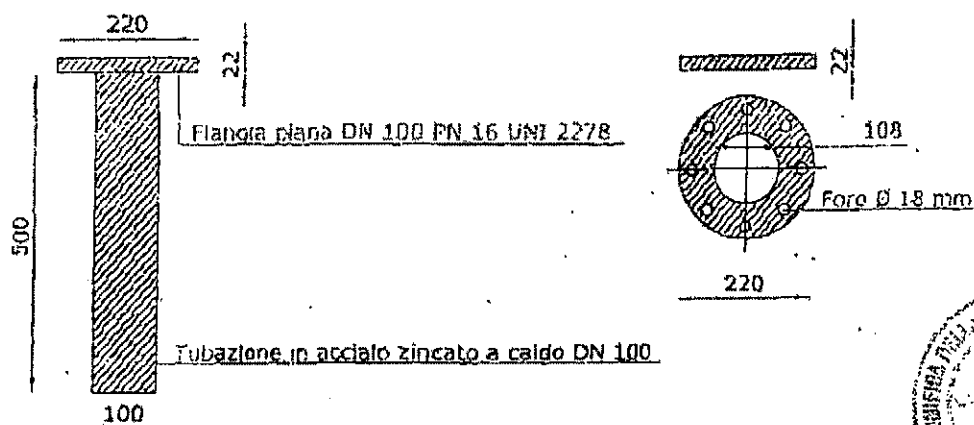 220
22
Flangia piana DN 100 PN 16 UNI 2278
500
Tubazione in acciaio zincato a caldo DN 100
100
22
108
Foro Ø 18 mm
220